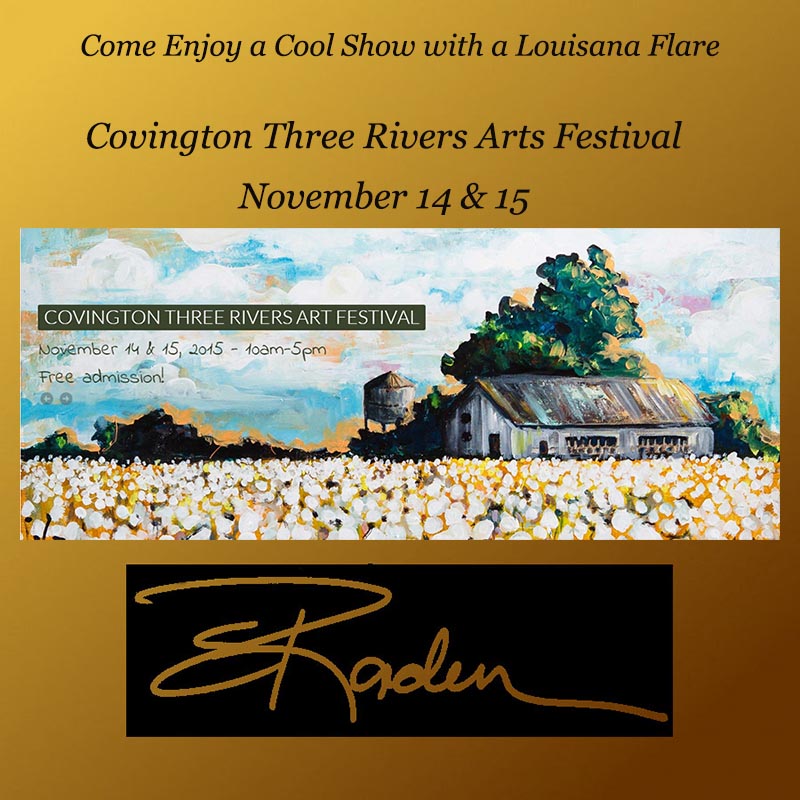 Come Enjoy a Cool Show with a Louisana Flare
Covington Three Rivers Arts Festival
November 14 & 15
COVINGTON THREE RIVERS ART FESTIVAL
November 14 & 15, 2015 - 10am-5pm
Free admission!
ERaden